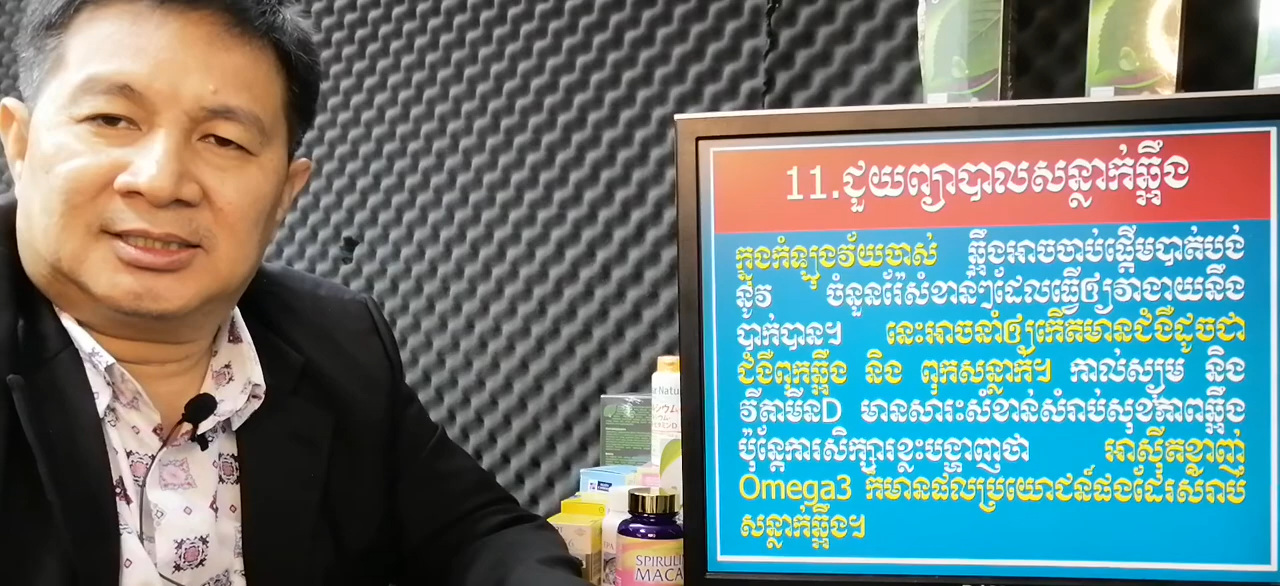 11.ជួយព្យាបាលសន្លាក់ឆ្អឹង
ក្នុងកំឡុងវ័យចាស់ ឆ្អឹងអាចចាប់ផ្តើមបាត់បង់
នូវ ចំនួនរ៉ែសំខាន់ៗដែលធ្វើឲ្យវាងាយនឹង
បាក់បាន។ នេះអាចនាំឲ្យកើតមានជំងឺដូចជា
ជំងឺពុកឆ្អឹង និង ពុកសន្លាក់។ កាល់ស្យូម និង
វីតាមីនD មានសារៈសំខាន់សំរាប់សុខភាពឆ្អឹង
ប៉ុន្តែការសិក្សារខ្លះបង្ហាញថា អាស៊ីតខ្លាញ់
Omega3 ក៏មានផលប្រយោជន៍ផងដែរសំរាប់
សន្លាក់ឆ្អឹង។
SPIRUL
MACA